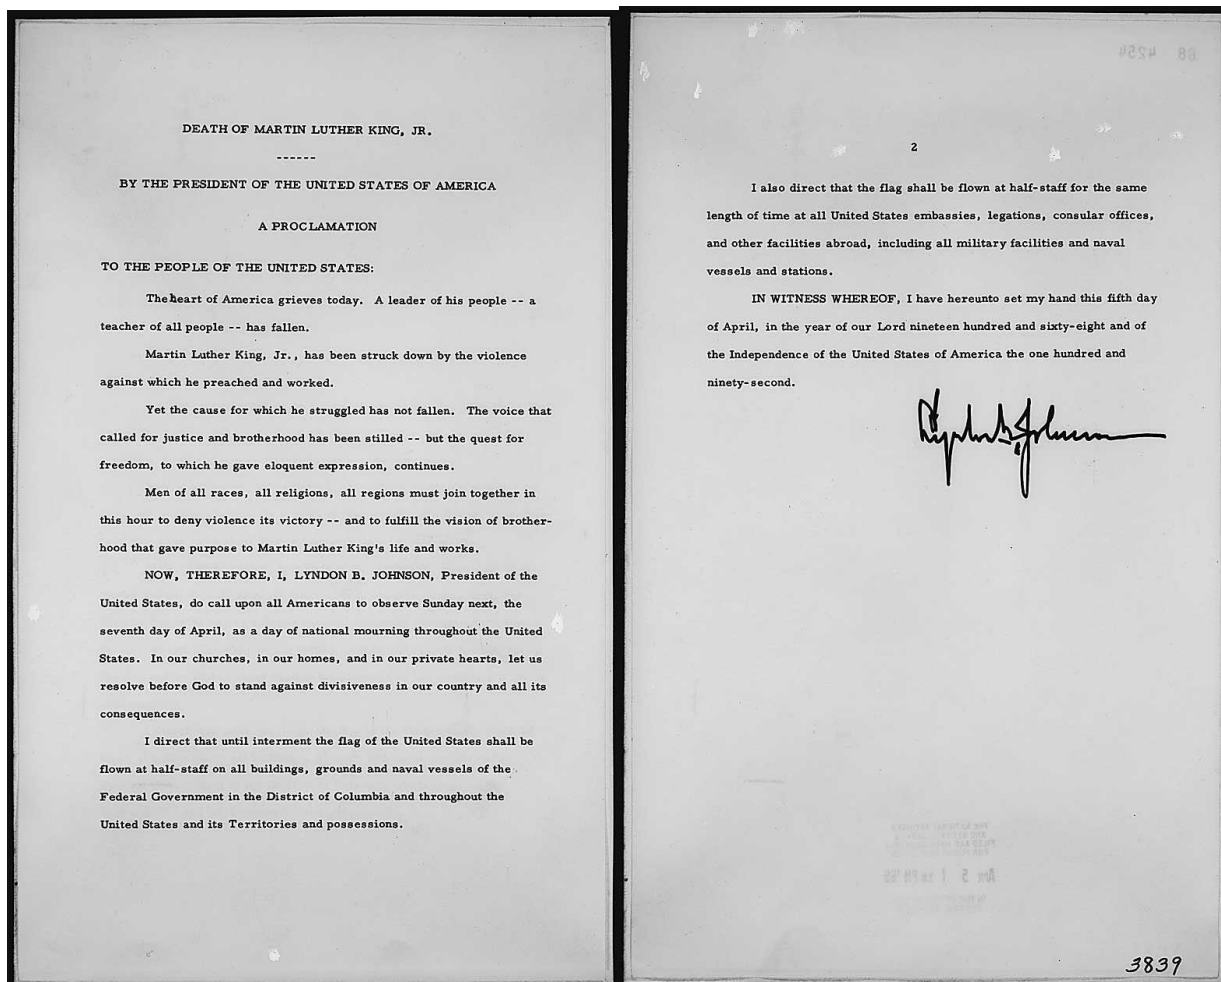 DEATH OF MARTIN LUTHER KING, JR.
------
BY THE PRESIDENT OF THE UNITED STATES OF AMERICA
A PROCLAMATION
TO THE PEOPLE OF THE UNITED STATES:
The heart of America grieves today. A leader of his people -- a
teacher of all people -- has fallen.
Martin Luther King, Jr., has been struck down by the violence
against which he preached and worked.
Yet the cause for which he struggled has not fallen. The voice that
called for justice and brotherhood has been stilled -- but the quest for
freedom, to which he gave eloquent expression, continues.
Men of all races, all religions, all regions must join together in
this hour to deny violence its victory -- and to fulfill the vision of brother-
hood that gave purpose to Martin Luther King's life and works.
NOW, THEREFORE, I, LYNDON B. JOHNSON, President of the
United States, do call upon all Americans to observe Sunday next, the
seventh day of April, as a day of national mourning throughout the United
States. In our churches, in our homes, and in our private hearts, let us
resolve before God to stand against divisiveness in our country and all its
consequences.
I direct that until interment the flag of the United States shall be
flown at half-staff on all buildings, grounds and naval vessels of the
Federal Government in the District of Columbia and throughout the
United States and its Territories and possessions.
68 4254
2
I also direct that the flag shall be flown at half-staff for the same
length of time at all United States embassies, legations, consular offices,
and other facilities abroad, including all military facilities and naval
vessels and stations.
IN WITNESS WHEREOF, I have hereunto set my hand this fifth day
of April, in the year of our Lord nineteen hundred and sixty-eight and of
the Independence of the United States of America the one hundred and
ninety-second.
Lyndon B. Johnson
3839